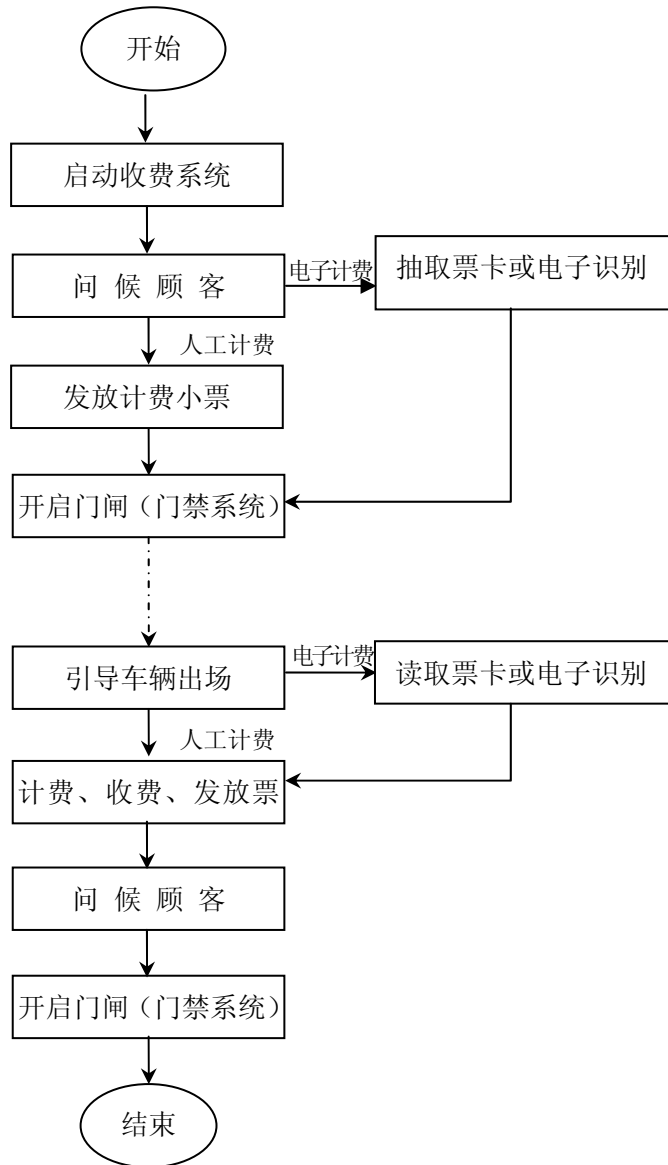 开始
启动收费系统
问 候 顾 客
电子计费
抽取票卡或电子识别
人工计费
发放计费小票
开启门闸（门禁系统）
引导车辆出场
电子计费
读取票卡或电子识别
人工计费
计费、收费、发放票
问 候 顾 客
开启门闸（门禁系统）
结束